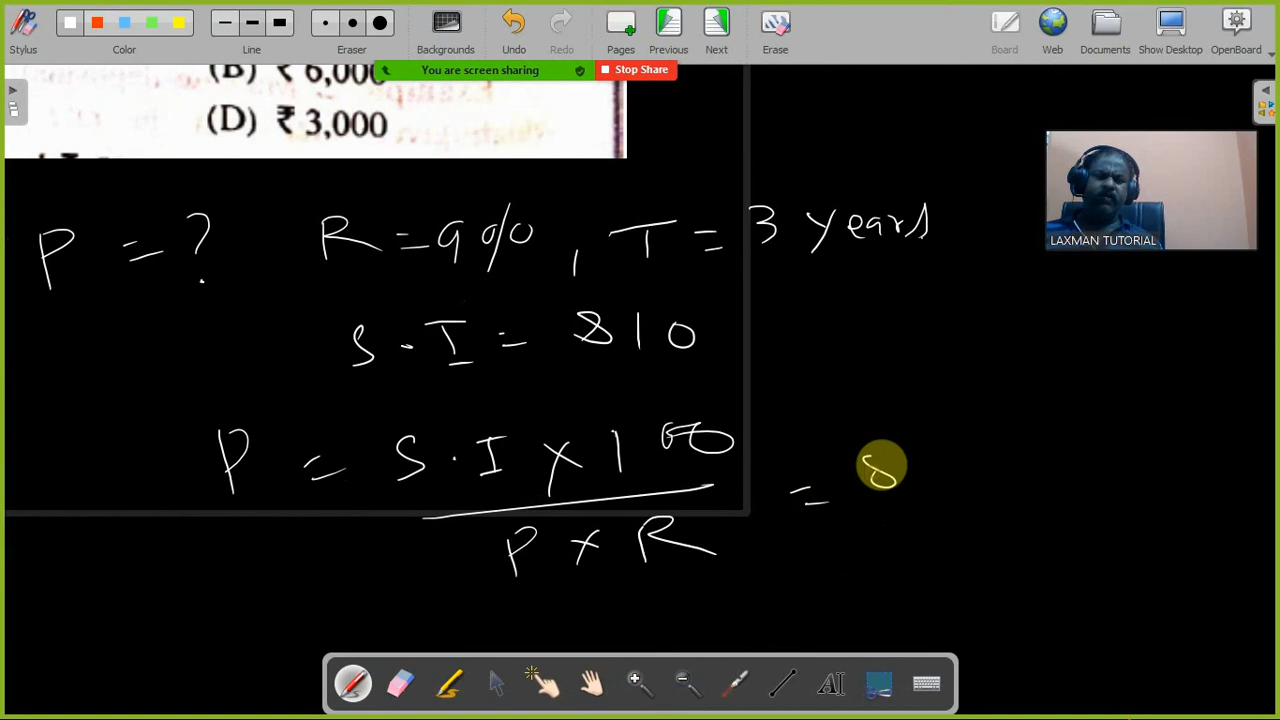 Stylus Color Line Eraser Backgrounds Undo Redo Pages Previous Next Erase Board Web Documents Show Desktop OpenBoard
You are screen sharing Stop Share
(B) ₹ 6,000
(D) ₹ 3,000
LAXMAN TUTORIAL
P = ? R = 9%, T = 3 years
S.I = 810
P = S.I × 100 = 8
P × R